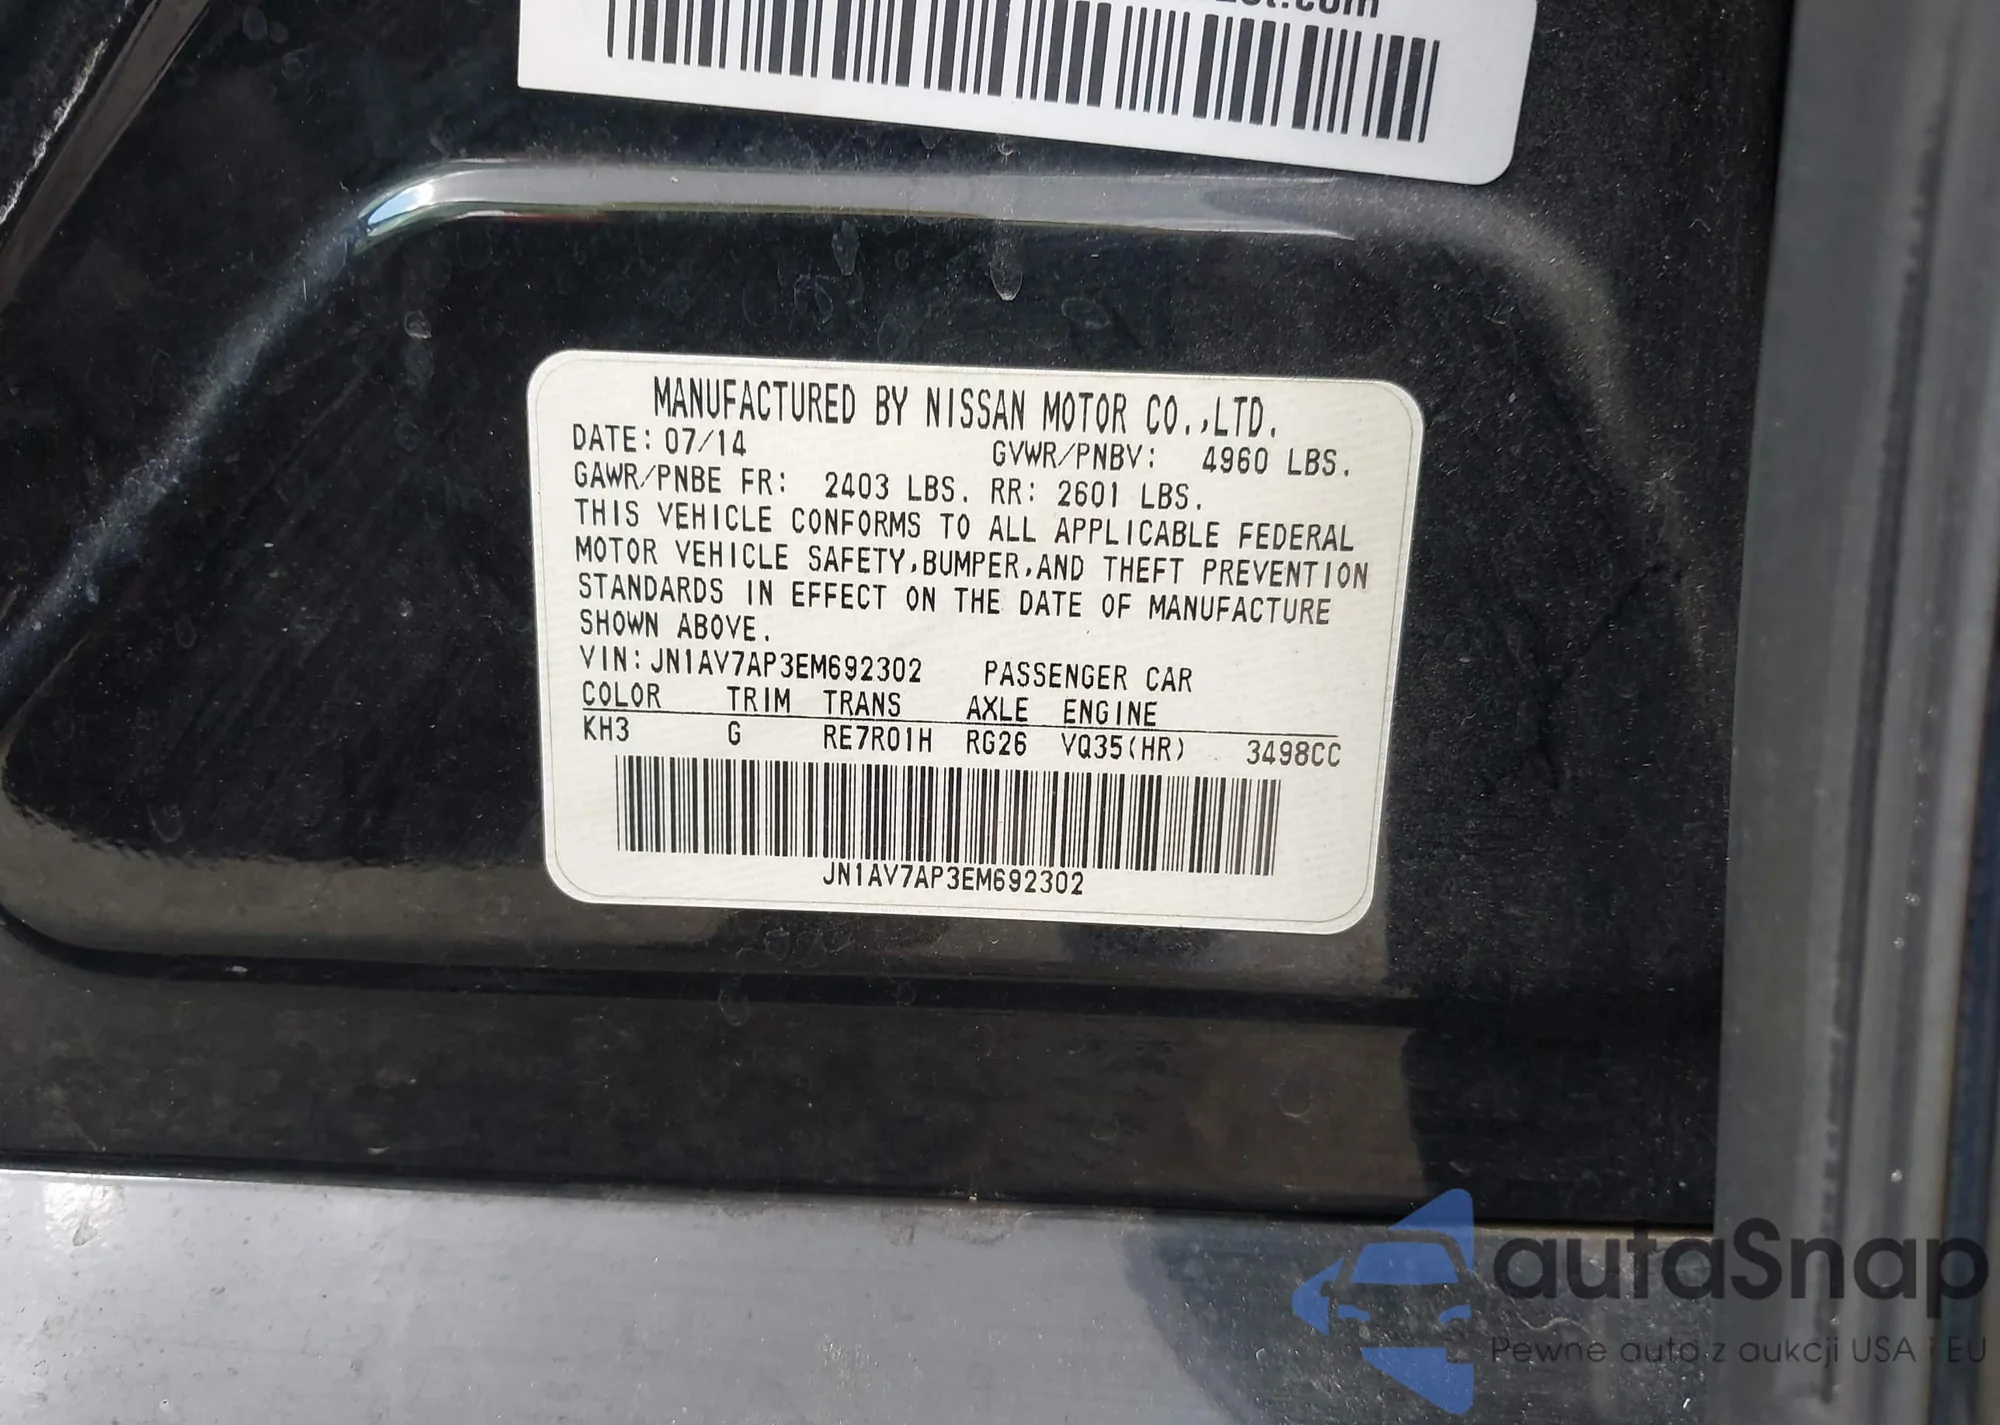 MANUFACTURED BY NISSAN MOTOR CO.,LTD.
DATE: 07/14 GVWR/PNBV: 4960 LBS.
GAWR/PNBE FR: 2403 LBS. RR: 2601 LBS.
THIS VEHICLE CONFORMS TO ALL APPLICABLE FEDERAL
MOTOR VEHICLE SAFETY,BUMPER,AND THEFT PREVENTION
STANDARDS IN EFFECT ON THE DATE OF MANUFACTURE
SHOWN ABOVE.
VIN:JN1AV7AP3EM692302 PASSENGER CAR
COLOR TRIM TRANS AXLE ENGINE
KH3 G RE7R01H RG26 VQ35(HR) 3498CC
JN1AV7AP3EM692302
autaSnap
Pewne auta z aukcji USA i EU